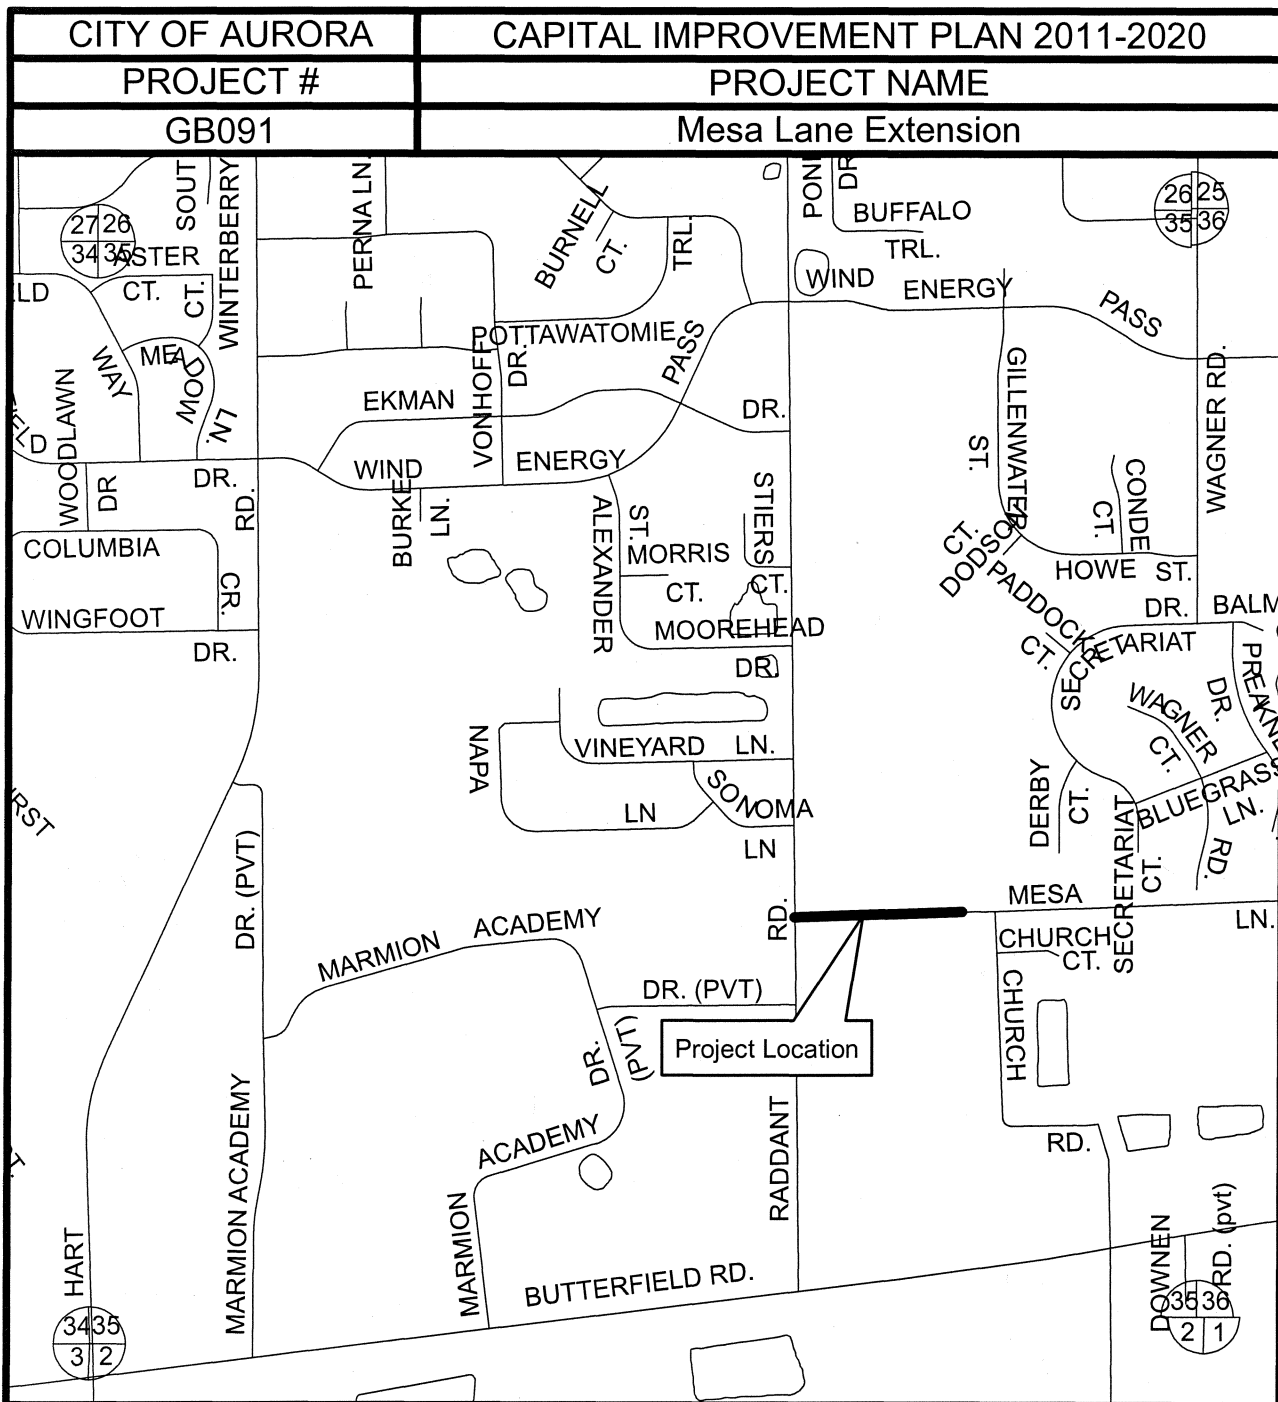 CITY OF AURORA
CAPITAL IMPROVEMENT PLAN 2011-2020
PROJECT #
PROJECT NAME
GB091
Mesa Lane Extension
27 26
34 35
26 25
35 36
ASTER
CT.
SOUT
CT.
WINTERBERRY
PERNA LN.
BURNELL
CT.
TRL.
PON
DR
BUFFALO
TRL.
WIND
ENERGY
PASS
ELD
WAY
MEADOW
LN.
POTTAWATOMIE
PASS
VONHOFF
DR.
EKMAN
DR.
WOODLAWN
DR
DR.
RD.
WIND
ENERGY
BURKE
LN.
GILLENWATER
ST.
WAGNER RD.
CONDE
CT.
COLUMBIA
CR.
WINGFOOT
DR.
ALEXANDER
ST.
MORRIS
CT.
STIERS
CT.
MOOREHEAD
DR.
DODSON
CT.
HOWE ST.
PADDOCK
CT.
SECRETARIAT
DR.
BALM
PREAKNE
DR.
WAGNER
CT.
RD.
NAPA
VINEYARD LN.
SONOMA
LN
LN
DERBY
CT.
SECRETARIAT
CT.
BLUEGRASS
LN.
DR. (PVT)
MARMION ACADEMY
RD.
MESA
LN.
CHURCH
CT.
CHURCH
RD.
DR. (PVT)
Project Location
DR.
(PVT)
ACADEMY
MARMION
MARMION ACADEMY
HART
RADDANT
BUTTERFIELD RD.
DOWNEN
RD. (pvt)
34 35
3 2
35 36
2 1